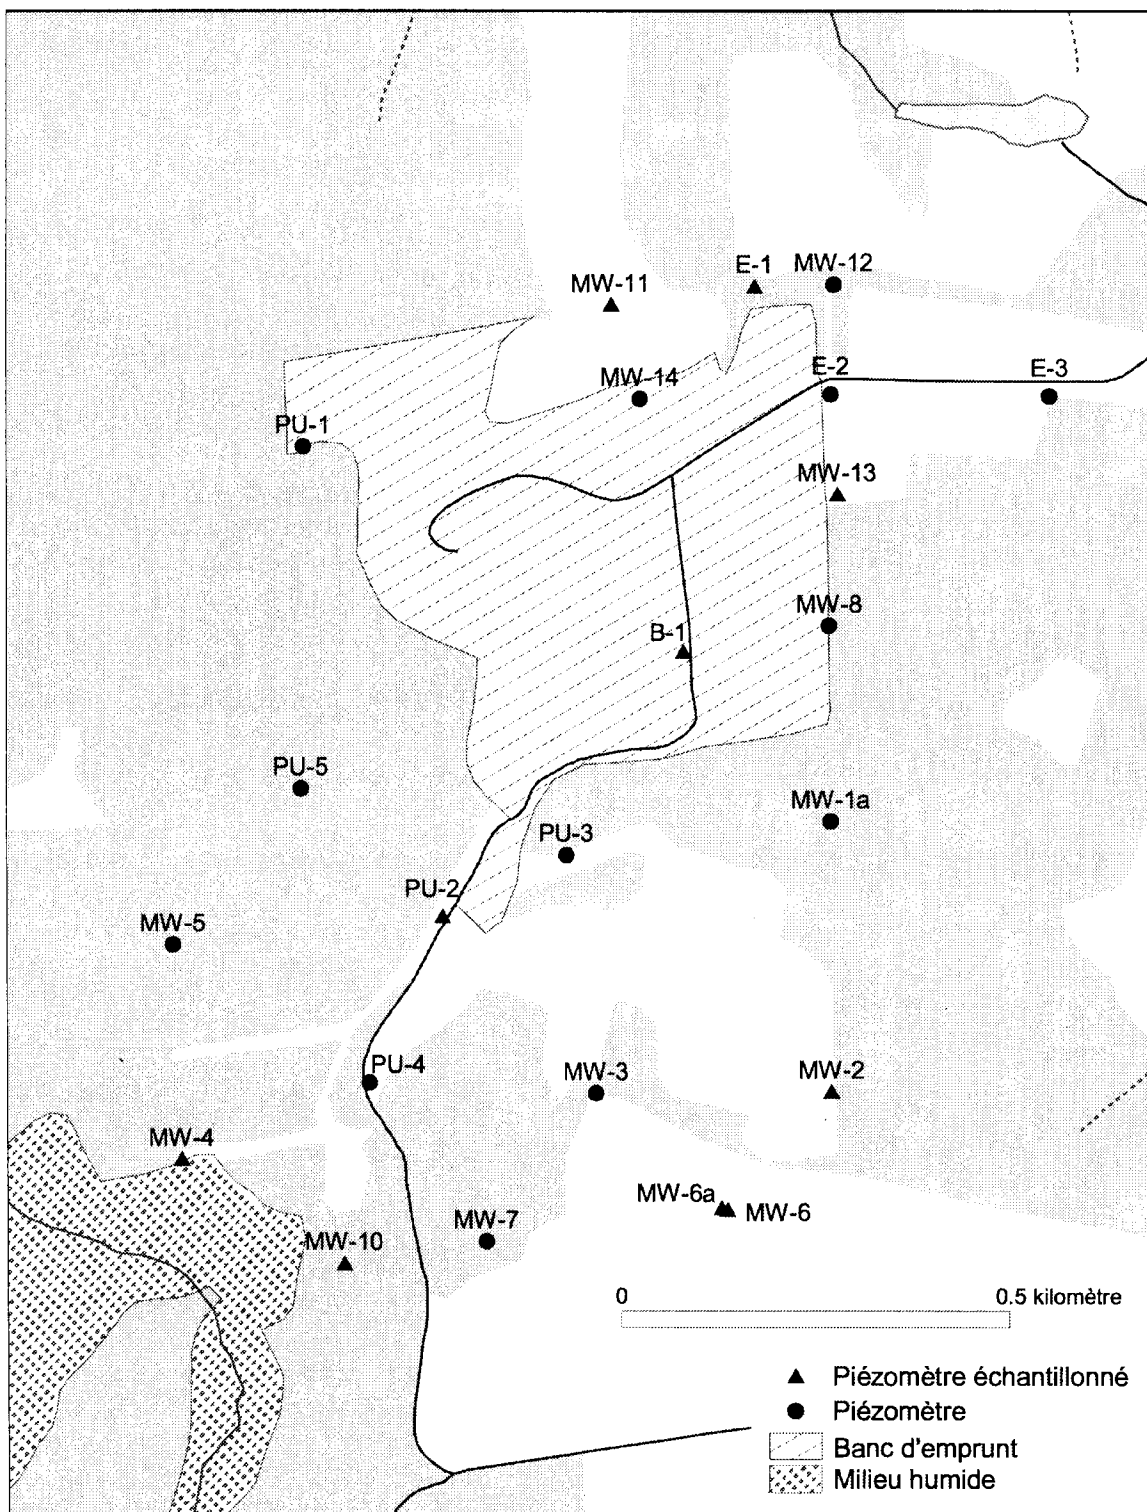 E-1
MW-12
MW-11
E-2
E-3
MW-14
PU-1
MW-13
MW-8
B-1
PU-5
MW-1a
PU-3
PU-2
MW-5
PU-4
MW-3
MW-2
MW-4
MW-6a
MW-6
MW-7
MW-10
0
0.5 kilomètre
Piézomètre échantillonné
Piézomètre
Banc d'emprunt
Milieu humide